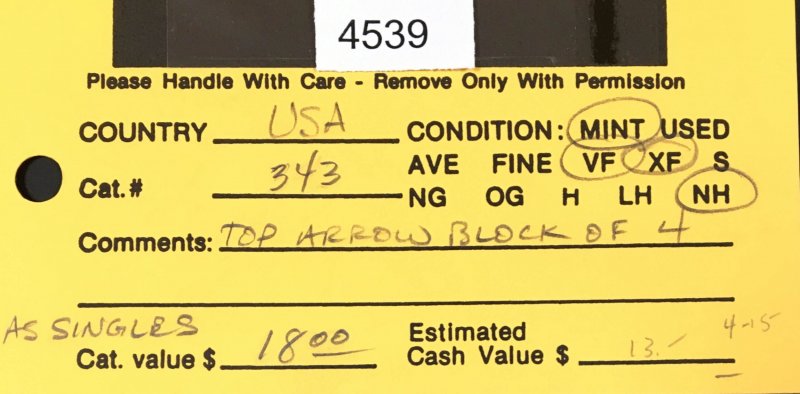 4539
Please Handle With Care - Remove Only With Permission
COUNTRY USA CONDITION: MINT USED
AVE FINE VF XF S
Cat.# 343
NG OG H LH NH
Comments: TOP ARROW BLOCK OF 4
AS SINGLES
Cat. value $ 18 00
Estimated
Cash Value $ 13.- 4-15